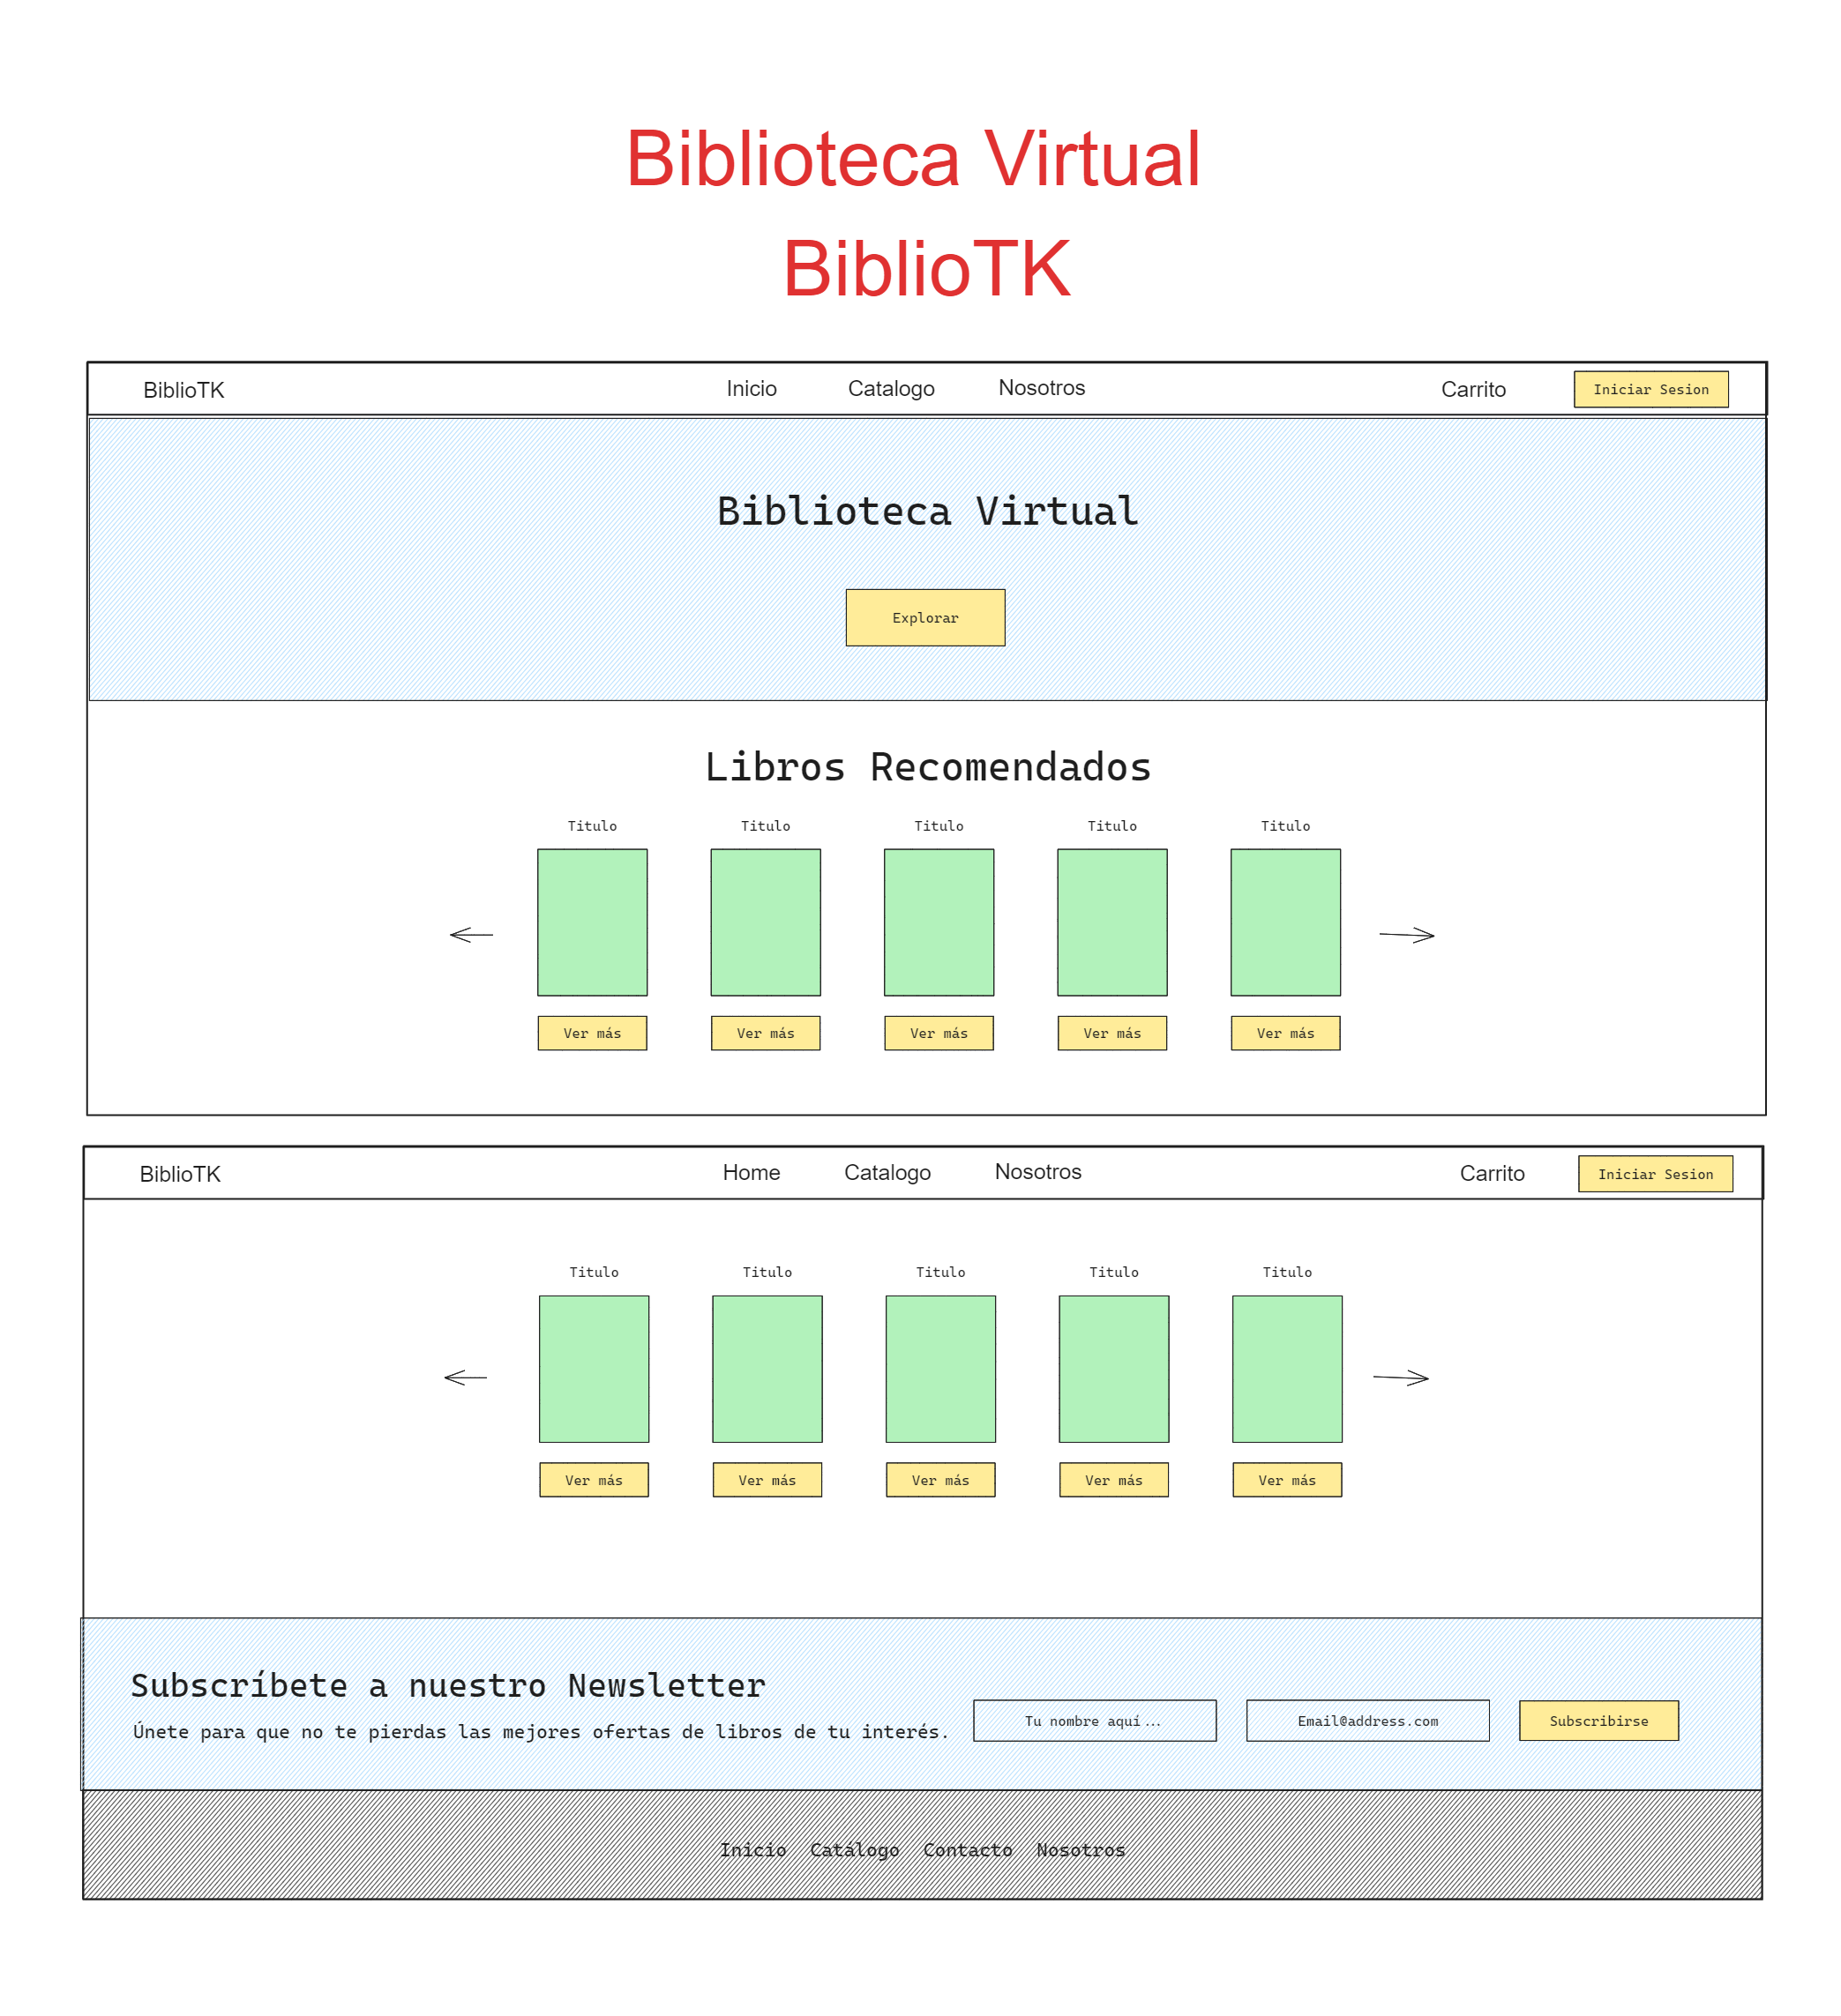 Biblioteca Virtual
BiblioTK
BiblioTK Inicio Catalogo Nosotros Carrito Iniciar Sesion
Biblioteca Virtual
Explorar
Libros Recomendados
Titulo Titulo Titulo Titulo Titulo
Ver más Ver más Ver más Ver más Ver más
BiblioTK Home Catalogo Nosotros Carrito Iniciar Sesion
Titulo Titulo Titulo Titulo Titulo
Ver más Ver más Ver más Ver más Ver más
Subscríbete a nuestro Newsletter
Únete para que no te pierdas las mejores ofertas de libros de tu interés.
Tu nombre aquí... Email@address.com Subscribirse
Inicio Catálogo Contacto Nosotros